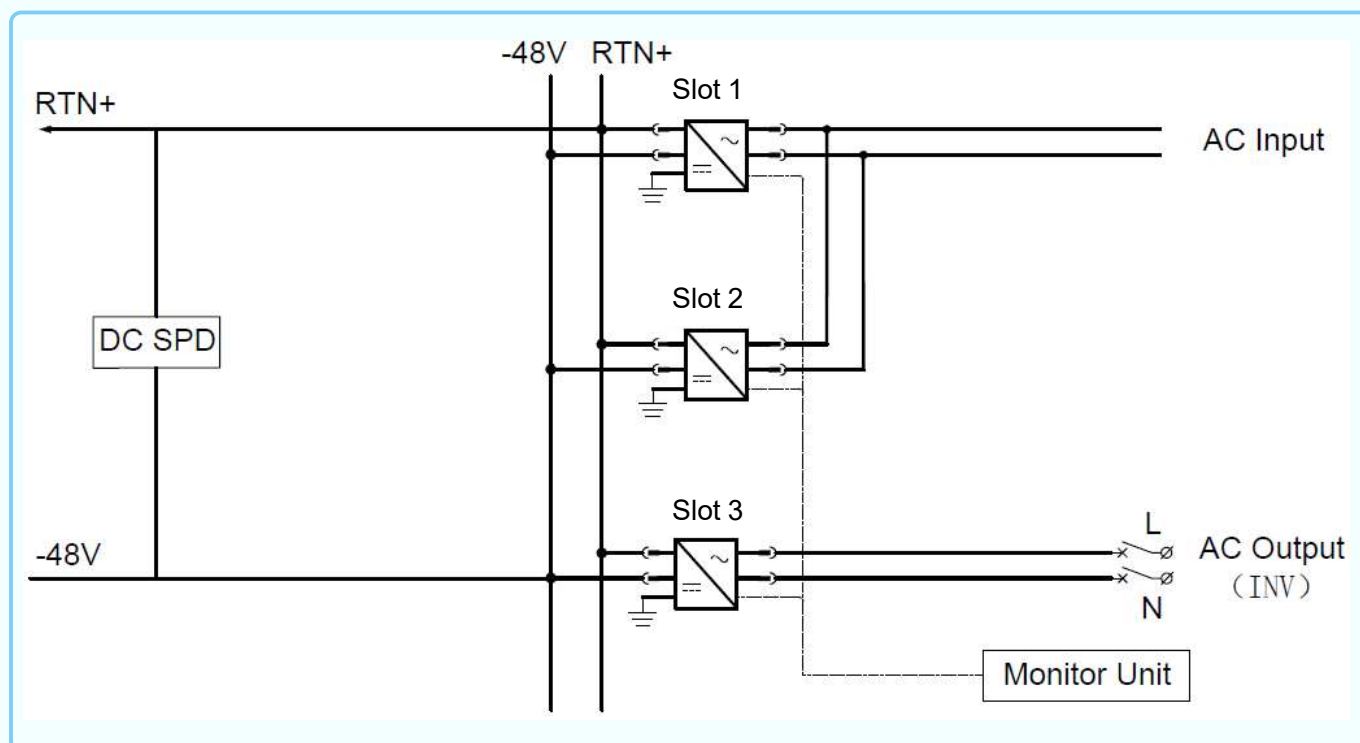 -48V RTN+
Slot 1
RTN+
AC Input
Slot 2
DC SPD
Slot 3
L
-48V
AC Output
（INV）
N
Monitor Unit